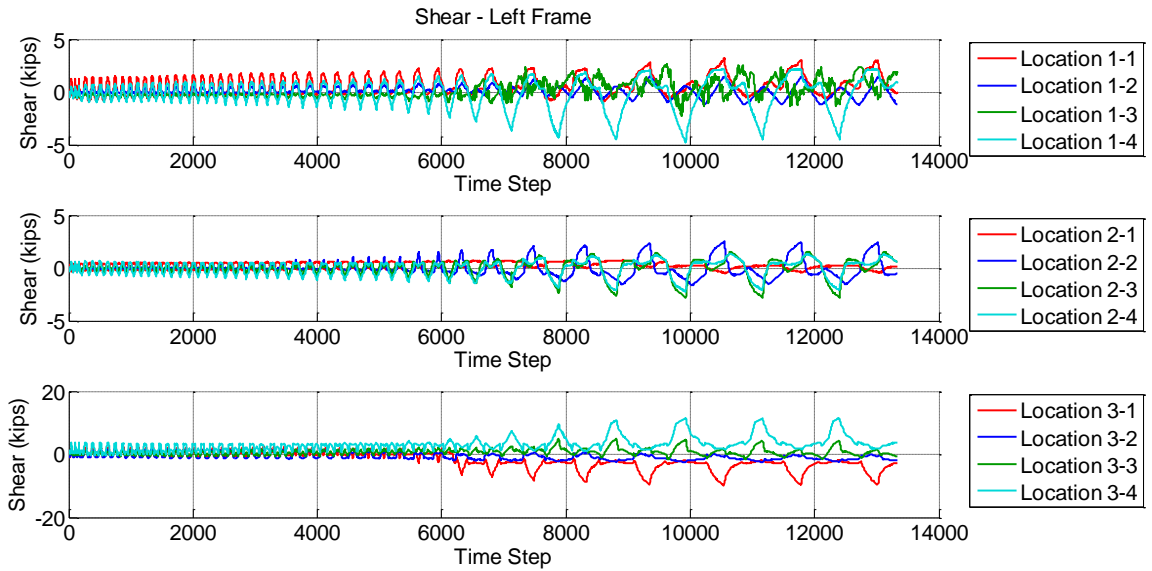 Shear - Left Frame
Shear (kips)
5
0
-5
0 2000 4000 6000 8000 10000 12000 14000
Time Step
Location 1-1
Location 1-2
Location 1-3
Location 1-4
Shear (kips)
5
0
-5
0 2000 4000 6000 8000 10000 12000 14000
Time Step
Location 2-1
Location 2-2
Location 2-3
Location 2-4
Shear (kips)
20
0
-20
0 2000 4000 6000 8000 10000 12000 14000
Time Step
Location 3-1
Location 3-2
Location 3-3
Location 3-4